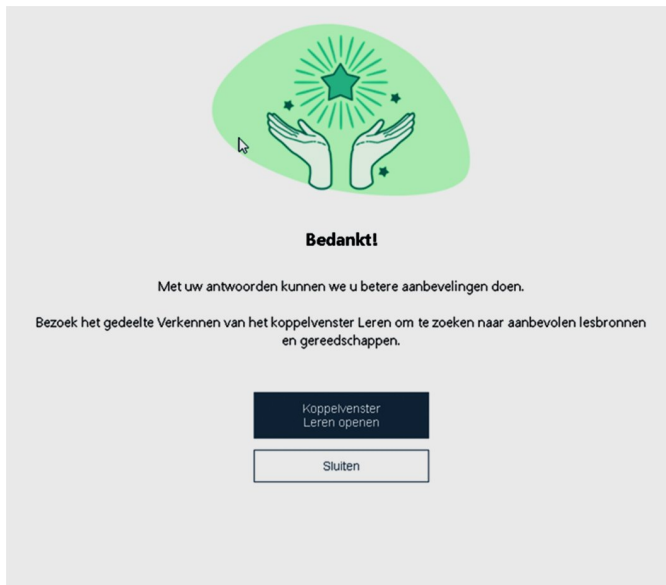 Bedankt!
Met uw antwoorden kunnen we u betere aanbevelingen doen.
Bezoek het gedeelte Verkennen van het koppelvenster Leren om te zoeken naar aanbevolen lesbronnen
en gereedschappen.
Koppelvenster
Leren openen
Sluiten